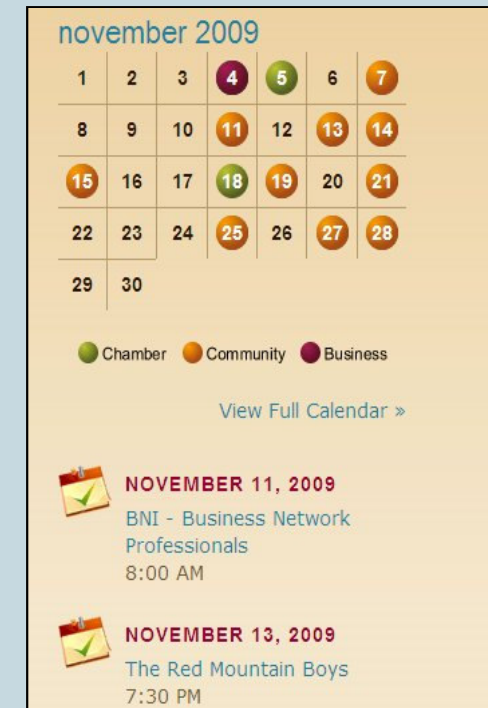 november 2009
1 2 3 4 5 6 7
8 9 10 11 12 13 14
15 16 17 18 19 20 21
22 23 24 25 26 27 28
29 30
Chamber Community Business
View Full Calendar »
NOVEMBER 11, 2009
BNI - Business Network
Professionals
8:00 AM
NOVEMBER 13, 2009
The Red Mountain Boys
7:30 PM